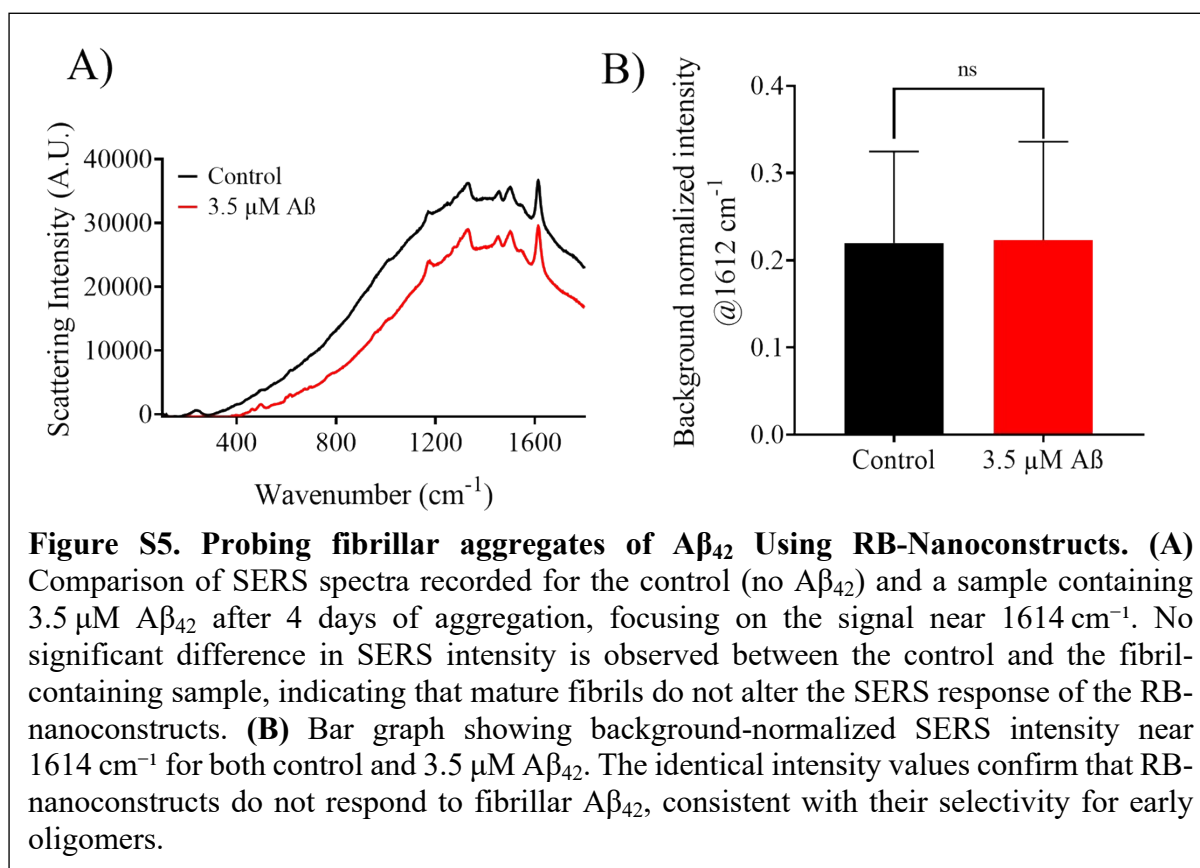 A)
Scattering Intensity (A.U.)
40000
30000
20000
10000
0
Control
3.5 µM Aß
400
800
1200
1600
Wavenumber (cm⁻¹)
B)
Background normalized intensity
@1612 cm⁻¹
0.4
0.3
0.2
0.1
0.0
ns
Control
3.5 µM Aß
Figure S5. Probing fibrillar aggregates of Aβ₄₂ Using RB-Nanoconstructs. (A)
Comparison of SERS spectra recorded for the control (no Aβ₄₂) and a sample containing
3.5 µM Aβ₄₂ after 4 days of aggregation, focusing on the signal near 1614 cm⁻¹. No
significant difference in SERS intensity is observed between the control and the fibril-
containing sample, indicating that mature fibrils do not alter the SERS response of the RB-
nanoconstructs. (B) Bar graph showing background-normalized SERS intensity near
1614 cm⁻¹ for both control and 3.5 µM Aβ₄₂. The identical intensity values confirm that RB-
nanoconstructs do not respond to fibrillar Aβ₄₂, consistent with their selectivity for early
oligomers.